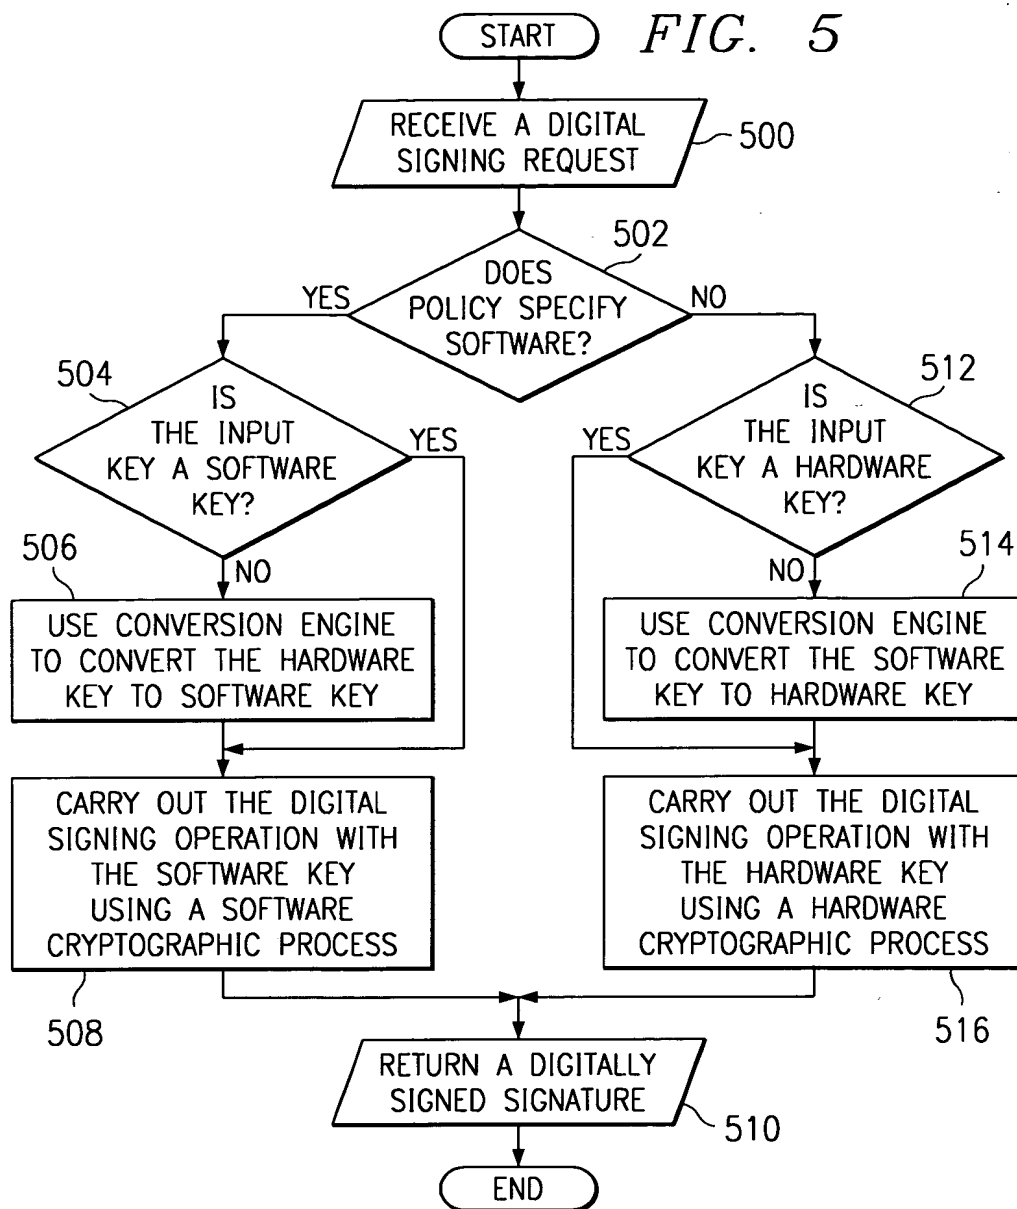 START
FIG. 5
RECEIVE A DIGITAL
SIGNING REQUEST
500
502
DOES
POLICY SPECIFY
SOFTWARE?
YES
NO
504
IS
THE INPUT
KEY A SOFTWARE
KEY?
YES
NO
512
IS
THE INPUT
KEY A HARDWARE
KEY?
YES
NO
506
USE CONVERSION ENGINE
TO CONVERT THE HARDWARE
KEY TO SOFTWARE KEY
514
USE CONVERSION ENGINE
TO CONVERT THE SOFTWARE
KEY TO HARDWARE KEY
CARRY OUT THE DIGITAL
SIGNING OPERATION WITH
THE SOFTWARE KEY
USING A SOFTWARE
CRYPTOGRAPHIC PROCESS
508
CARRY OUT THE DIGITAL
SIGNING OPERATION WITH
THE HARDWARE KEY
USING A HARDWARE
CRYPTOGRAPHIC PROCESS
516
RETURN A DIGITALLY
SIGNED SIGNATURE
510
END